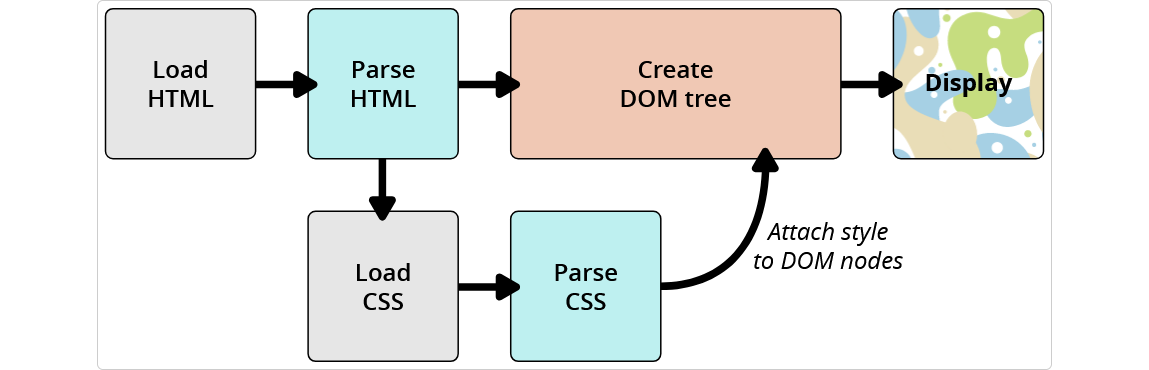 Load
HTML
Parse
HTML
Create
DOM tree
Display
Load
CSS
Parse
CSS
Attach style
to DOM nodes